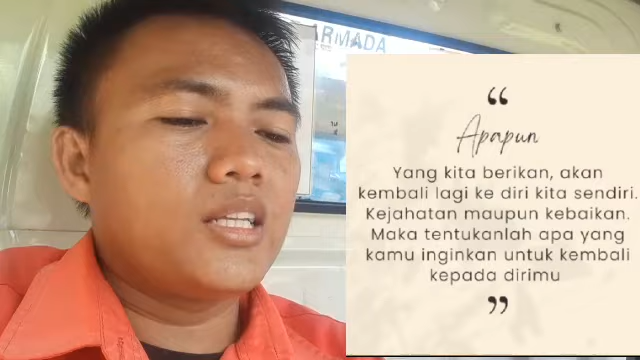 ARMADA
“
Apapun
Yang kita berikan, akan
kembali lagi ke diri kita sendiri.
Kejahatan maupun kebaikan.
Maka tentukanlah apa yang
kamu inginkan untuk kembali
kepada dirimu
”